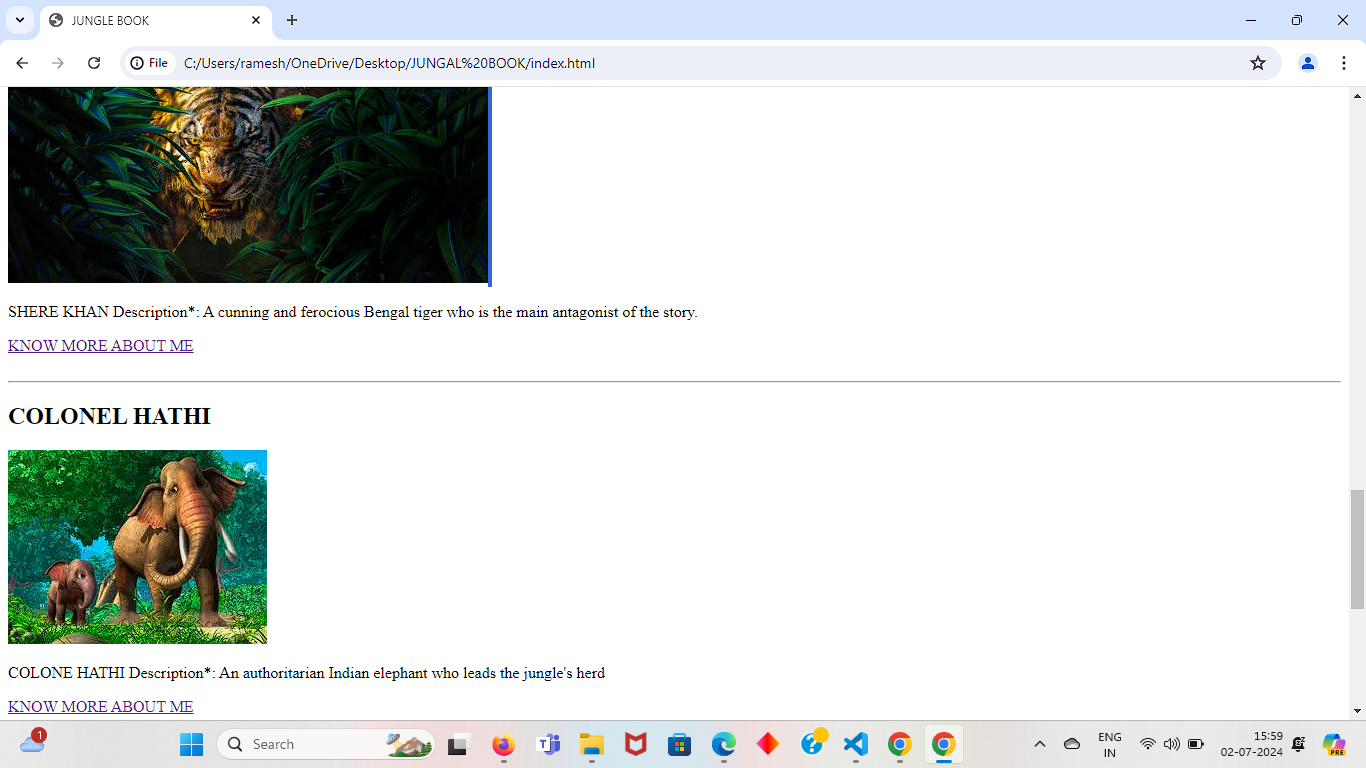 JUNGLE BOOK
File C:/Users/ramesh/OneDrive/Desktop/JUNGAL%20BOOK/index.html
SHERE KHAN Description*: A cunning and ferocious Bengal tiger who is the main antagonist of the story.
KNOW MORE ABOUT ME
COLONEL HATHI
COLONE HATHI Description*: An authoritarian Indian elephant who leads the jungle's herd
KNOW MORE ABOUT ME
1
Search
ENG
IN
15:59
02-07-2024
PRE